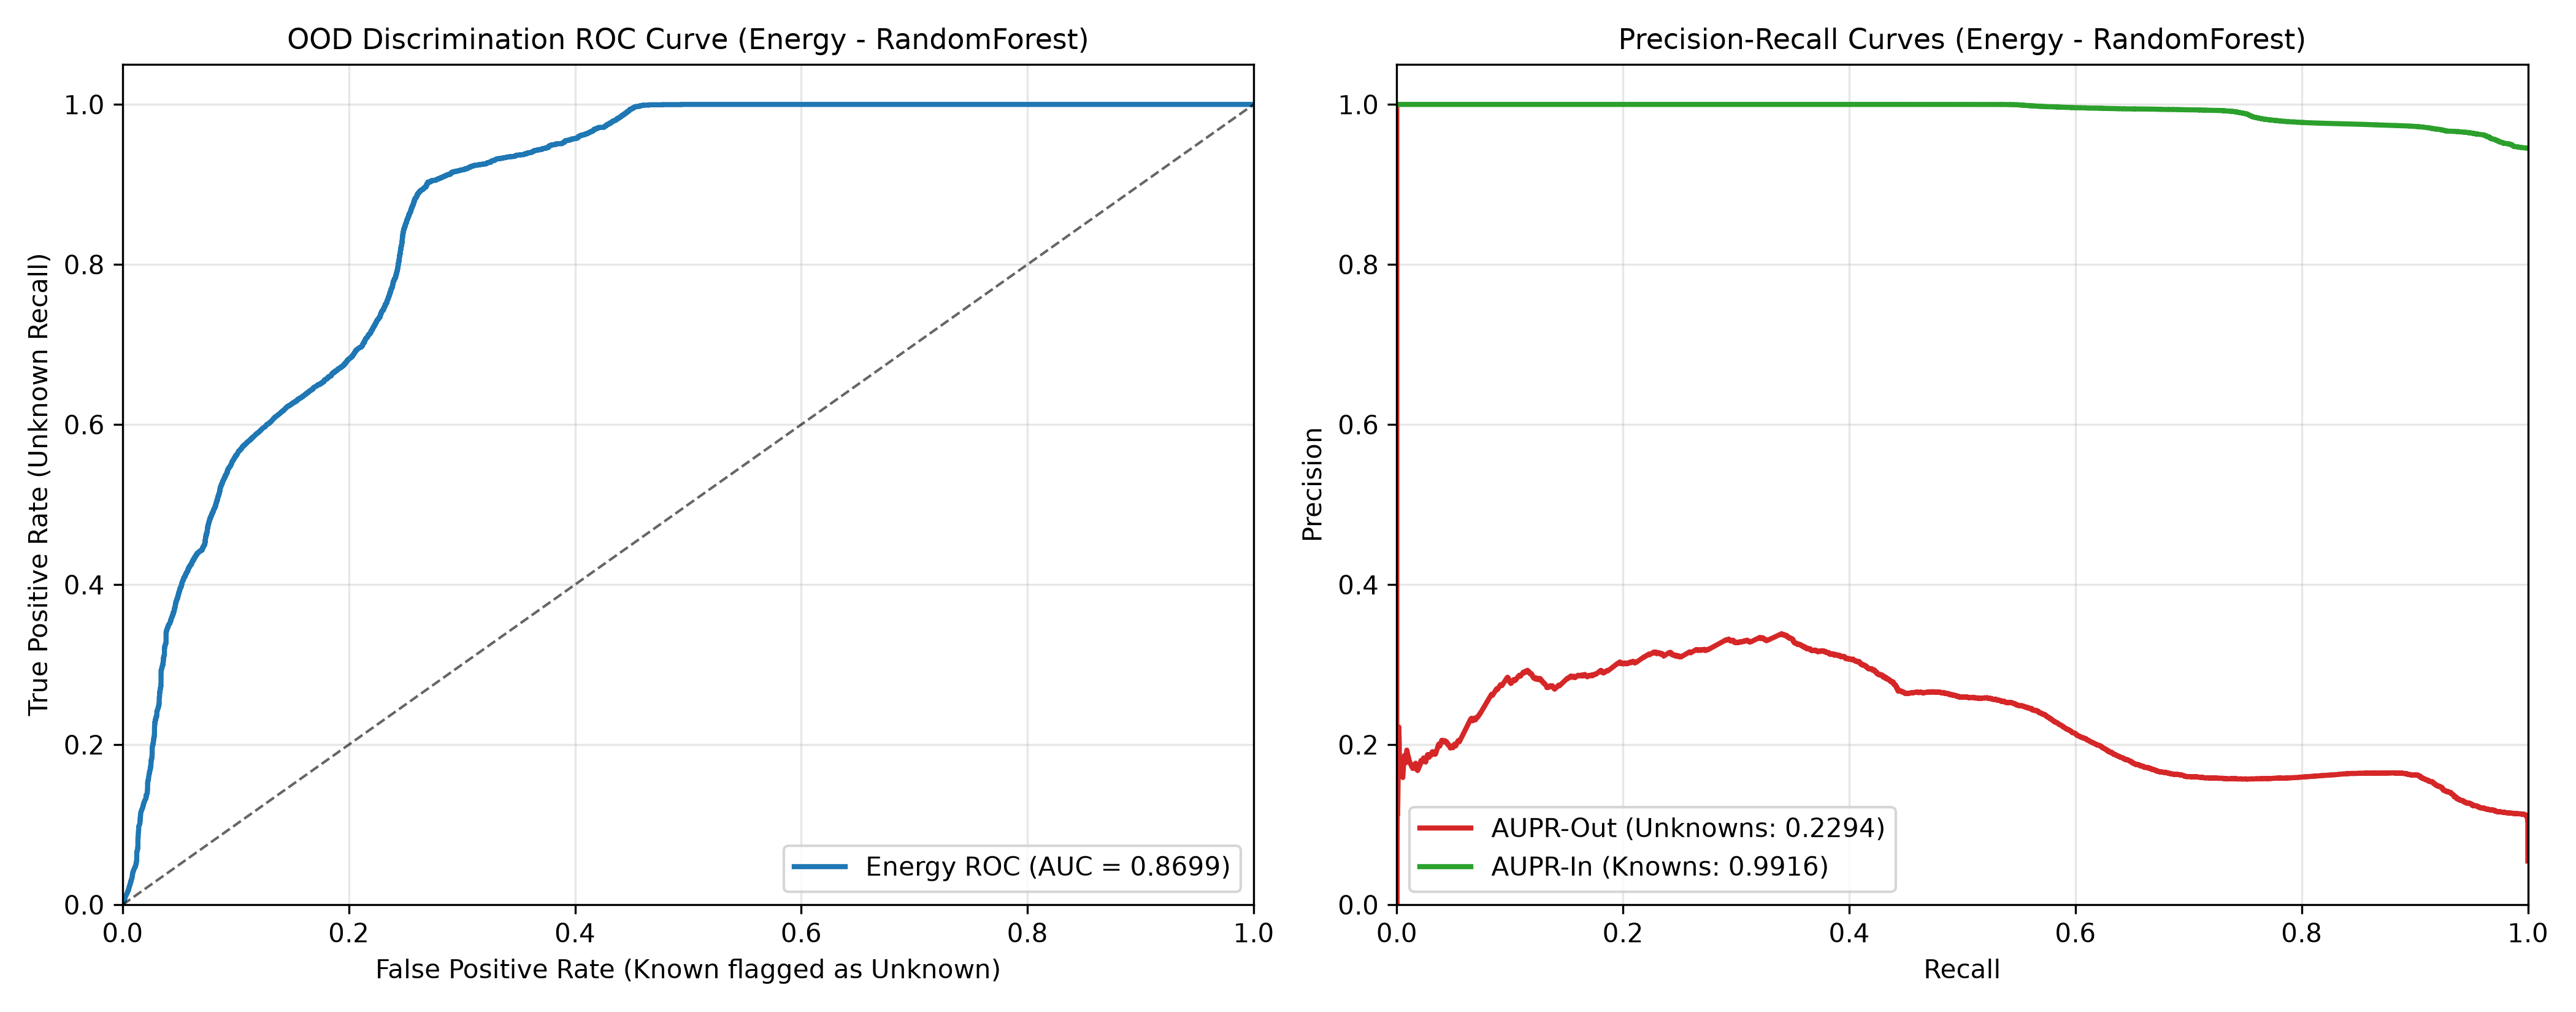 OOD Discrimination ROC Curve (Energy - RandomForest)
True Positive Rate (Unknown Recall)
1.0
0.8
0.6
0.4
0.2
0.0
Energy ROC (AUC = 0.8699)
0.0 0.2 0.4 0.6 0.8 1.0
False Positive Rate (Known flagged as Unknown)
Precision-Recall Curves (Energy - RandomForest)
Precision
1.0
0.8
0.6
0.4
0.2
0.0
AUPR-Out (Unknowns: 0.2294)
AUPR-In (Knowns: 0.9916)
0.0 0.2 0.4 0.6 0.8 1.0
Recall